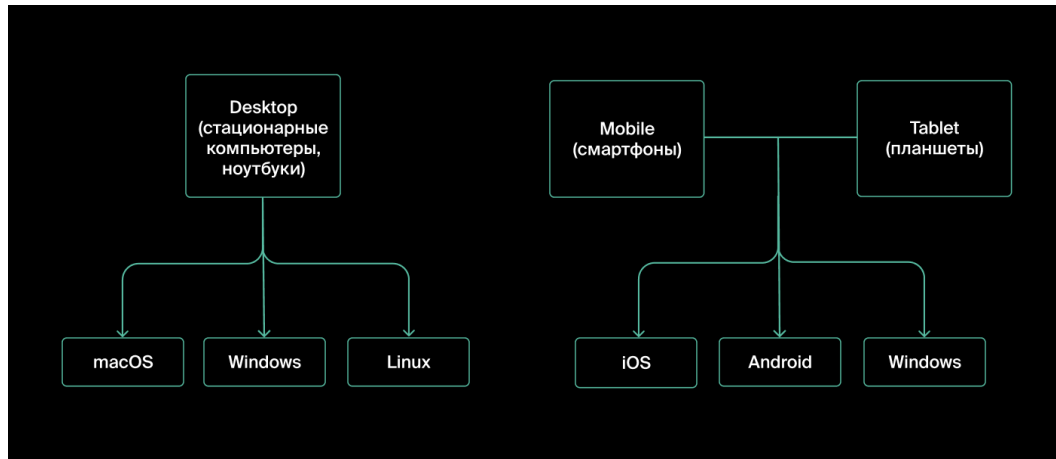 Desktop
(стационарные
компьютеры,
ноутбуки)
Mobile
(смартфоны)
Tablet
(планшеты)
macOS
Windows
Linux
iOS
Android
Windows